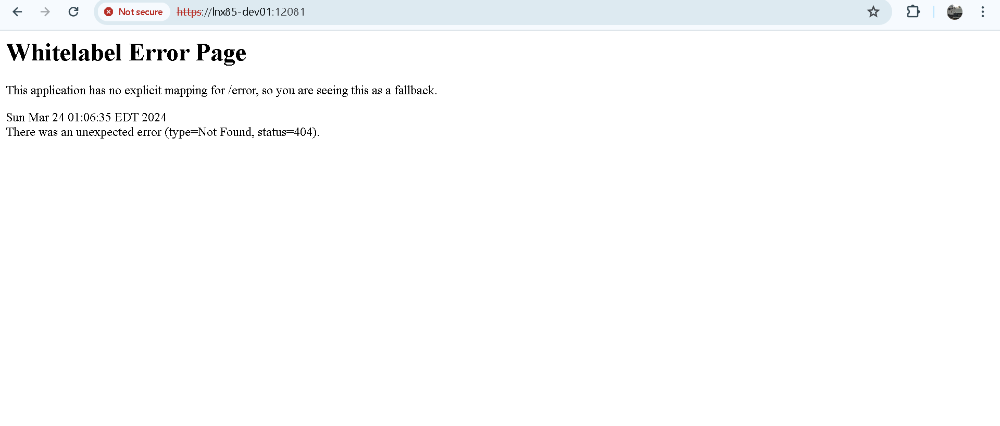 Not secure https://lnx85-dev01:12081
Whitelabel Error Page
This application has no explicit mapping for /error, so you are seeing this as a fallback.
Sun Mar 24 01:06:35 EDT 2024
There was an unexpected error (type=Not Found, status=404).